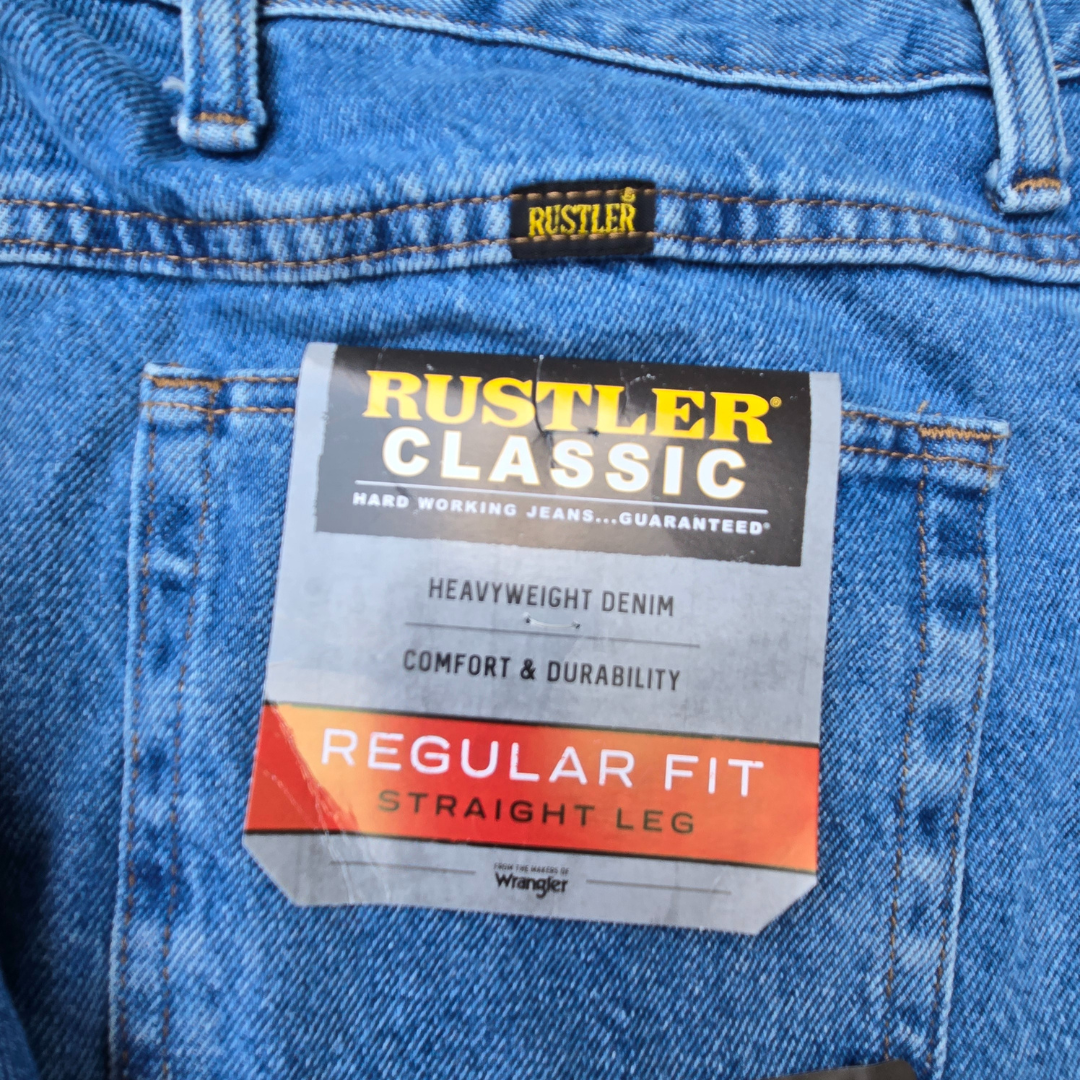 RUSTLER
RUSTLER®
CLASSIC
HARD WORKING JEANS...GUARANTEED®
HEAVYWEIGHT DENIM
COMFORT & DURABILITY
REGULAR FIT
STRAIGHT LEG
FROM THE MAKERS OF
Wrangler